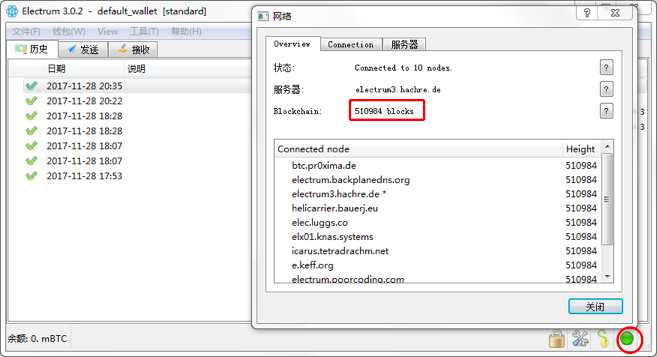 Electrum 3.0.2 - default_wallet [standard]
文件(F) 钱包(W) View 工具(T) 帮助(H)
历史 发送 接收
日期 说明
2017-11-28 20:35
2017-11-28 20:22
2017-11-28 18:28
2017-11-28 18:28
2017-11-28 18:07
2017-11-28 18:07
2017-11-28 17:53
余额: 0. mBTC
网络
Overview Connection 服务器
状态: Connected to 10 nodes. ?
服务器: electrum3.hachre.de ?
Blockchain: 510984 blocks ?
Connected node Height
btc.pr0xima.de 510984
electrum.backplanedns.org 510984
electrum3.hachre.de * 510984
helicarrier.bauerj.eu 510984
elec.luggs.co 510984
elx01.knas.systems 510984
icarus.tetradrachm.net 510984
e.keff.org 510984
electrum.poorcoding.com 510984
关闭